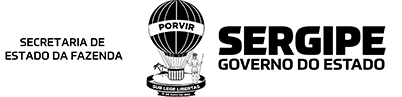 SECRETARIA DE
ESTADO DA FAZENDA
PORVIR
SUB LEGE LIBERTAS
SERGIPE
GOVERNO DO ESTADO